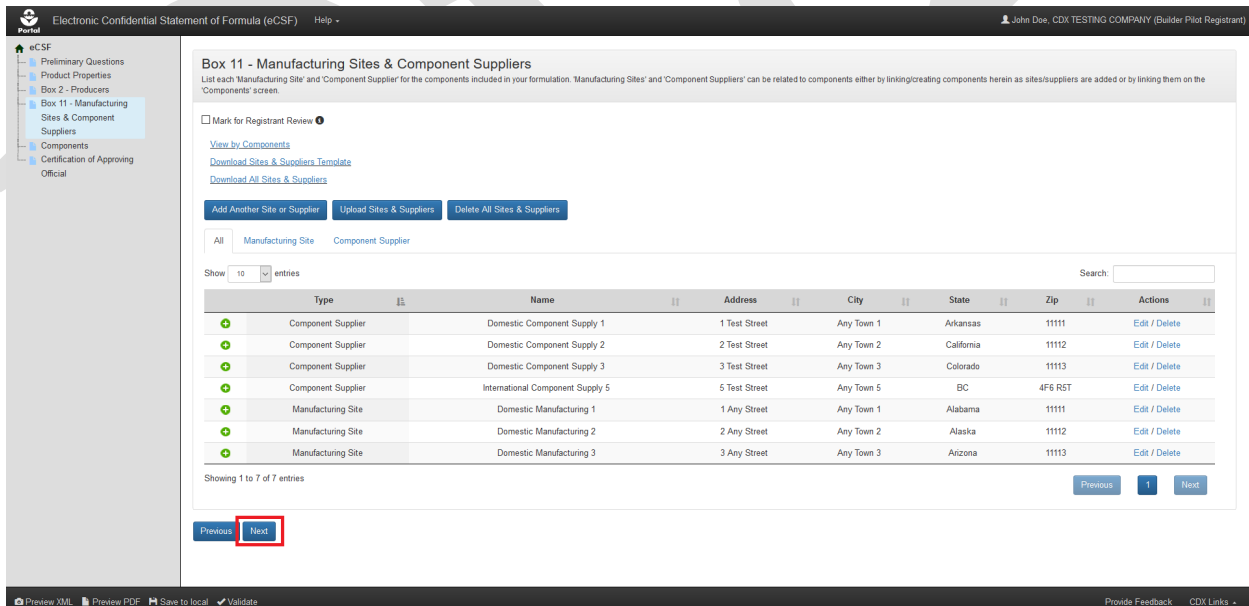 Portal
Electronic Confidential Statement of Formula (eCSF) Help
John Doe, CDX TESTING COMPANY (Builder Pilot Registrant)
eCSF
Preliminary Questions
Product Properties
Box 2 - Producers
Box 11 - Manufacturing
Sites & Component
Suppliers
Components
Certification of Approving
Official
Box 11 - Manufacturing Sites & Component Suppliers
List each 'Manufacturing Site' and 'Component Supplier' for the components included in your formulation. 'Manufacturing Sites' and 'Component Suppliers' can be related to components either by linking/creating components herein as sites/suppliers are added or by linking them on the
'Components' screen.
Mark for Registrant Review
View by Components
Download Sites & Suppliers Template
Download All Sites & Suppliers
Add Another Site or Supplier Upload Sites & Suppliers Delete All Sites & Suppliers
All Manufacturing Site Component Supplier
Show 10 entries Search:
Type Name Address City State Zip Actions
Component Supplier Domestic Component Supply 1 1 Test Street Any Town 1 Arkansas 11111 Edit / Delete
Component Supplier Domestic Component Supply 2 2 Test Street Any Town 2 California 11112 Edit / Delete
Component Supplier Domestic Component Supply 3 3 Test Street Any Town 3 Colorado 11113 Edit / Delete
Component Supplier International Component Supply 5 5 Test Street Any Town 5 BC 4F6 R5T Edit / Delete
Manufacturing Site Domestic Manufacturing 1 1 Any Street Any Town 1 Alabama 11111 Edit / Delete
Manufacturing Site Domestic Manufacturing 2 2 Any Street Any Town 2 Alaska 11112 Edit / Delete
Manufacturing Site Domestic Manufacturing 3 3 Any Street Any Town 3 Arizona 11113 Edit / Delete
Showing 1 to 7 of 7 entries
Previous 1 Next
Previous Next
Preview XML Preview PDF Save to local Validate
Provide Feedback CDX Links